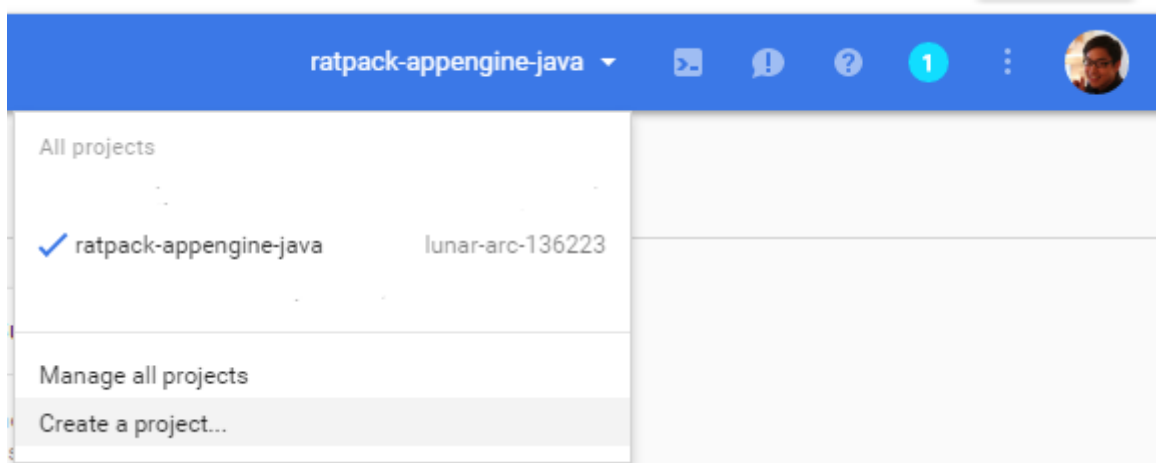 ratpack-appengine-java
1
All projects
ratpack-appengine-java lunar-arc-136223
Manage all projects
Create a project...